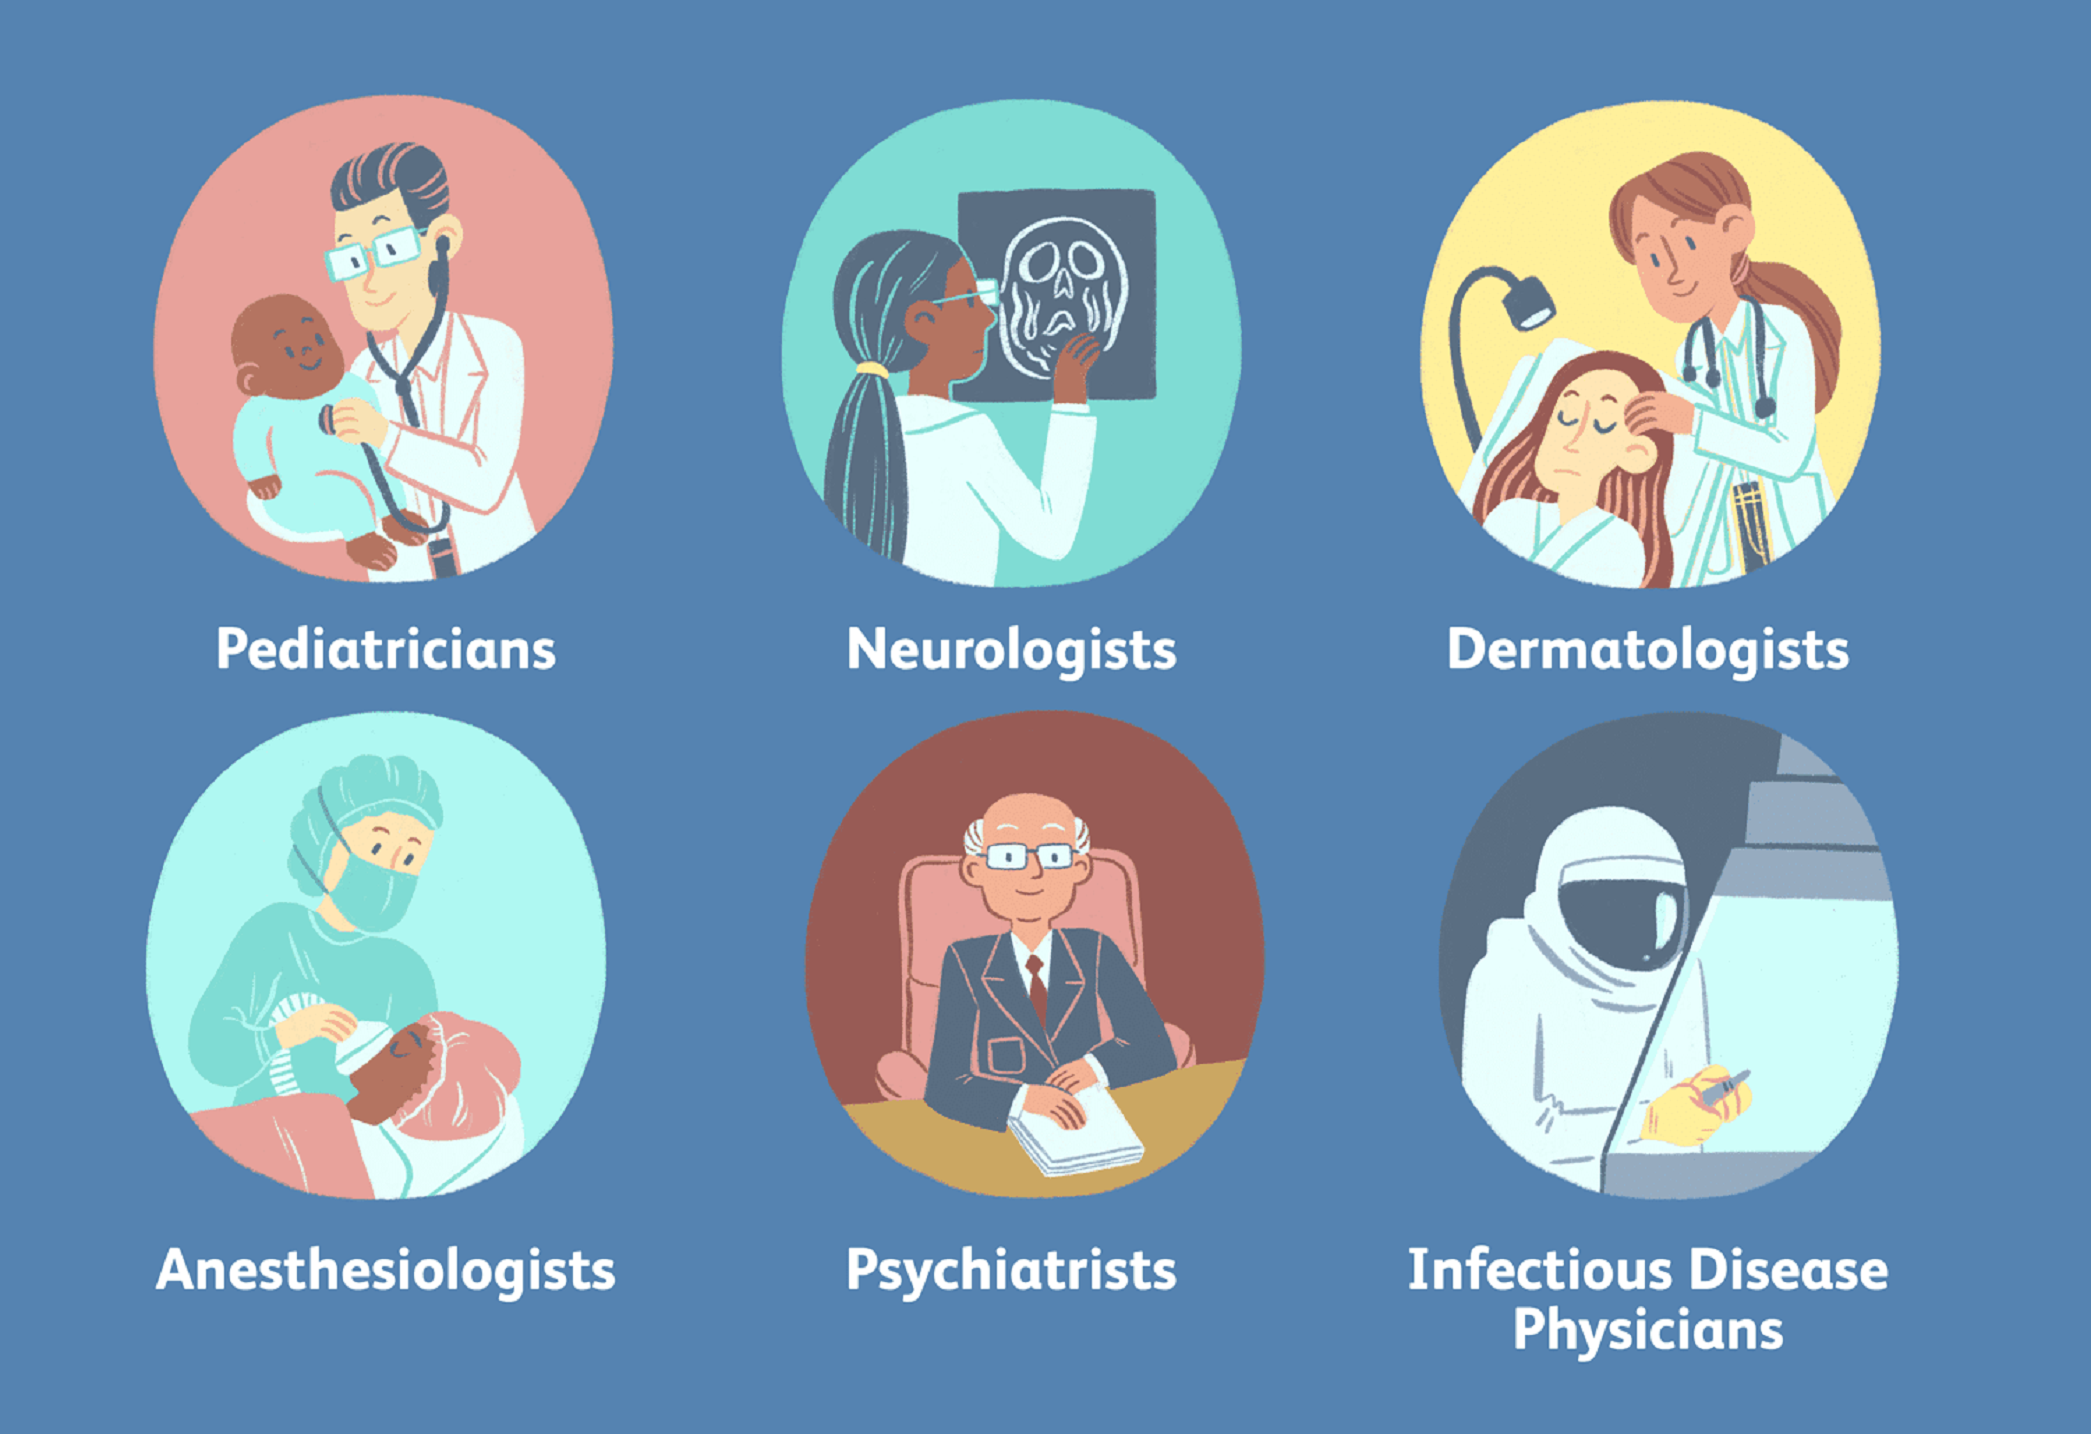 Pediatricians
Neurologists
Dermatologists
Anesthesiologists
Psychiatrists
Infectious Disease
Physicians